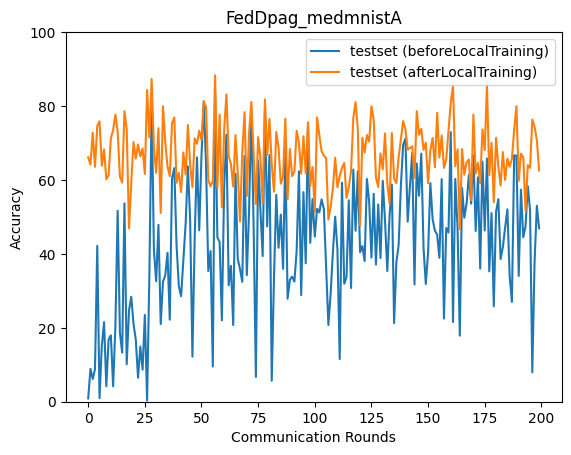 FedDpag_medmnistA
testset (beforeLocalTraining)
testset (afterLocalTraining)
Accuracy
100
80
60
40
20
0
0 25 50 75 100 125 150 175 200
Communication Rounds